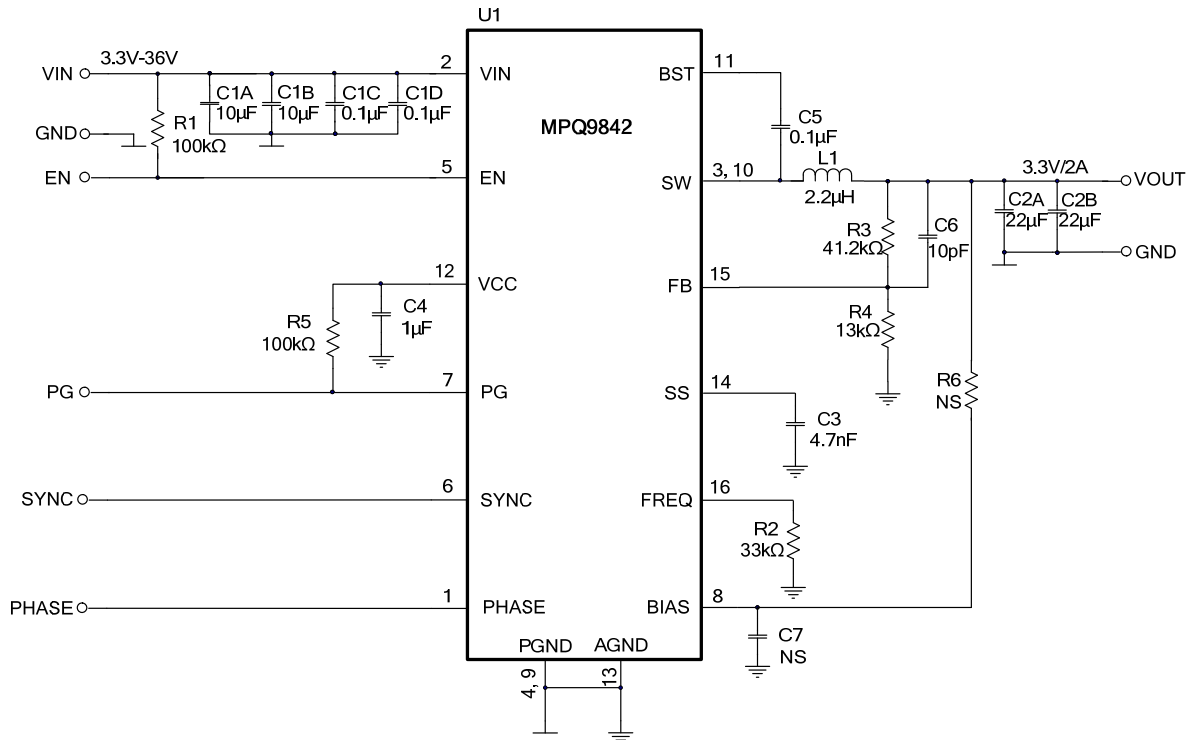 U1
MPQ9842
VIN
3.3V-36V
2
VIN
C1A
10µF
C1B
10µF
C1C
0.1µF
C1D
0.1µF
GND
R1
100kΩ
EN
5
EN
12
VCC
C4
1µF
R5
100kΩ
PG
7
PG
SYNC
6
SYNC
PHASE
1
PHASE
PGND
4, 9
AGND
13
BST
11
C5
0.1µF
SW
3, 10
L1
2.2µH
3.3V/2A
VOUT
C2A
22µF
C2B
22µF
GND
R3
41.2kΩ
C6
10pF
FB
15
R4
13kΩ
SS
14
C3
4.7nF
R6
NS
FREQ
16
R2
33kΩ
BIAS
8
C7
NS